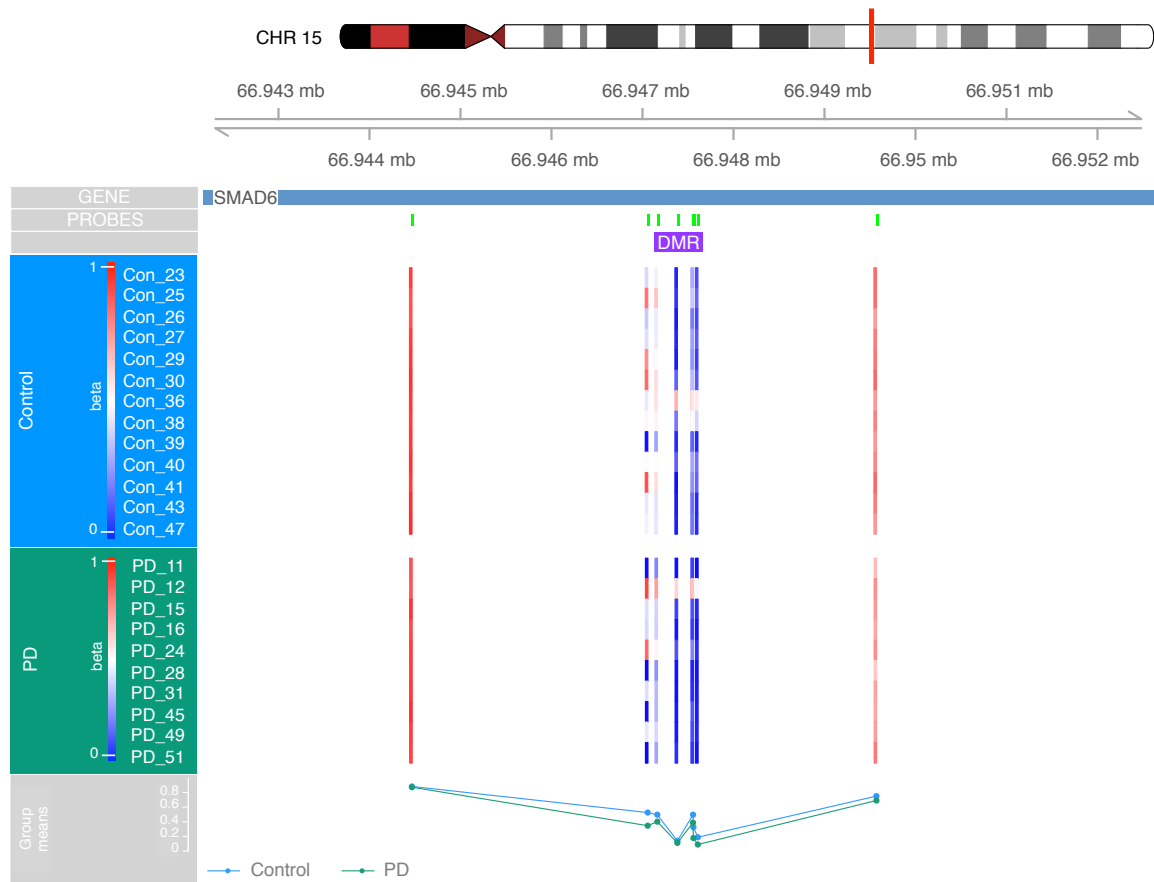 CHR 15
66.943 mb 66.945 mb 66.947 mb 66.949 mb 66.951 mb
66.944 mb 66.946 mb 66.948 mb 66.95 mb 66.952 mb
GENE SMAD6
PROBES
DMR
Control
beta
1
0
Con_23
Con_25
Con_26
Con_27
Con_29
Con_30
Con_36
Con_38
Con_39
Con_40
Con_41
Con_43
Con_47
PD
beta
1
0
PD_11
PD_12
PD_15
PD_16
PD_24
PD_28
PD_31
PD_45
PD_49
PD_51
Group
means
0.8
0.6
0.4
0.2
0
Control PD